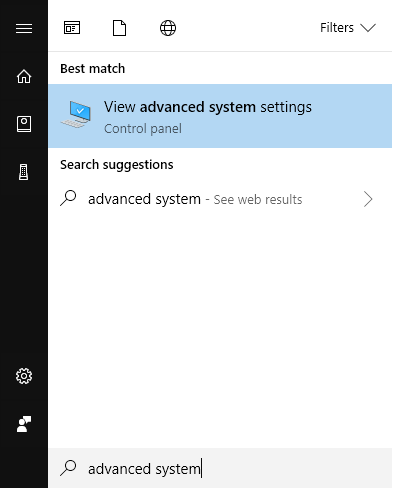 Filters
Best match
View advanced system settings
Control panel
Search suggestions
advanced system - See web results
advanced system